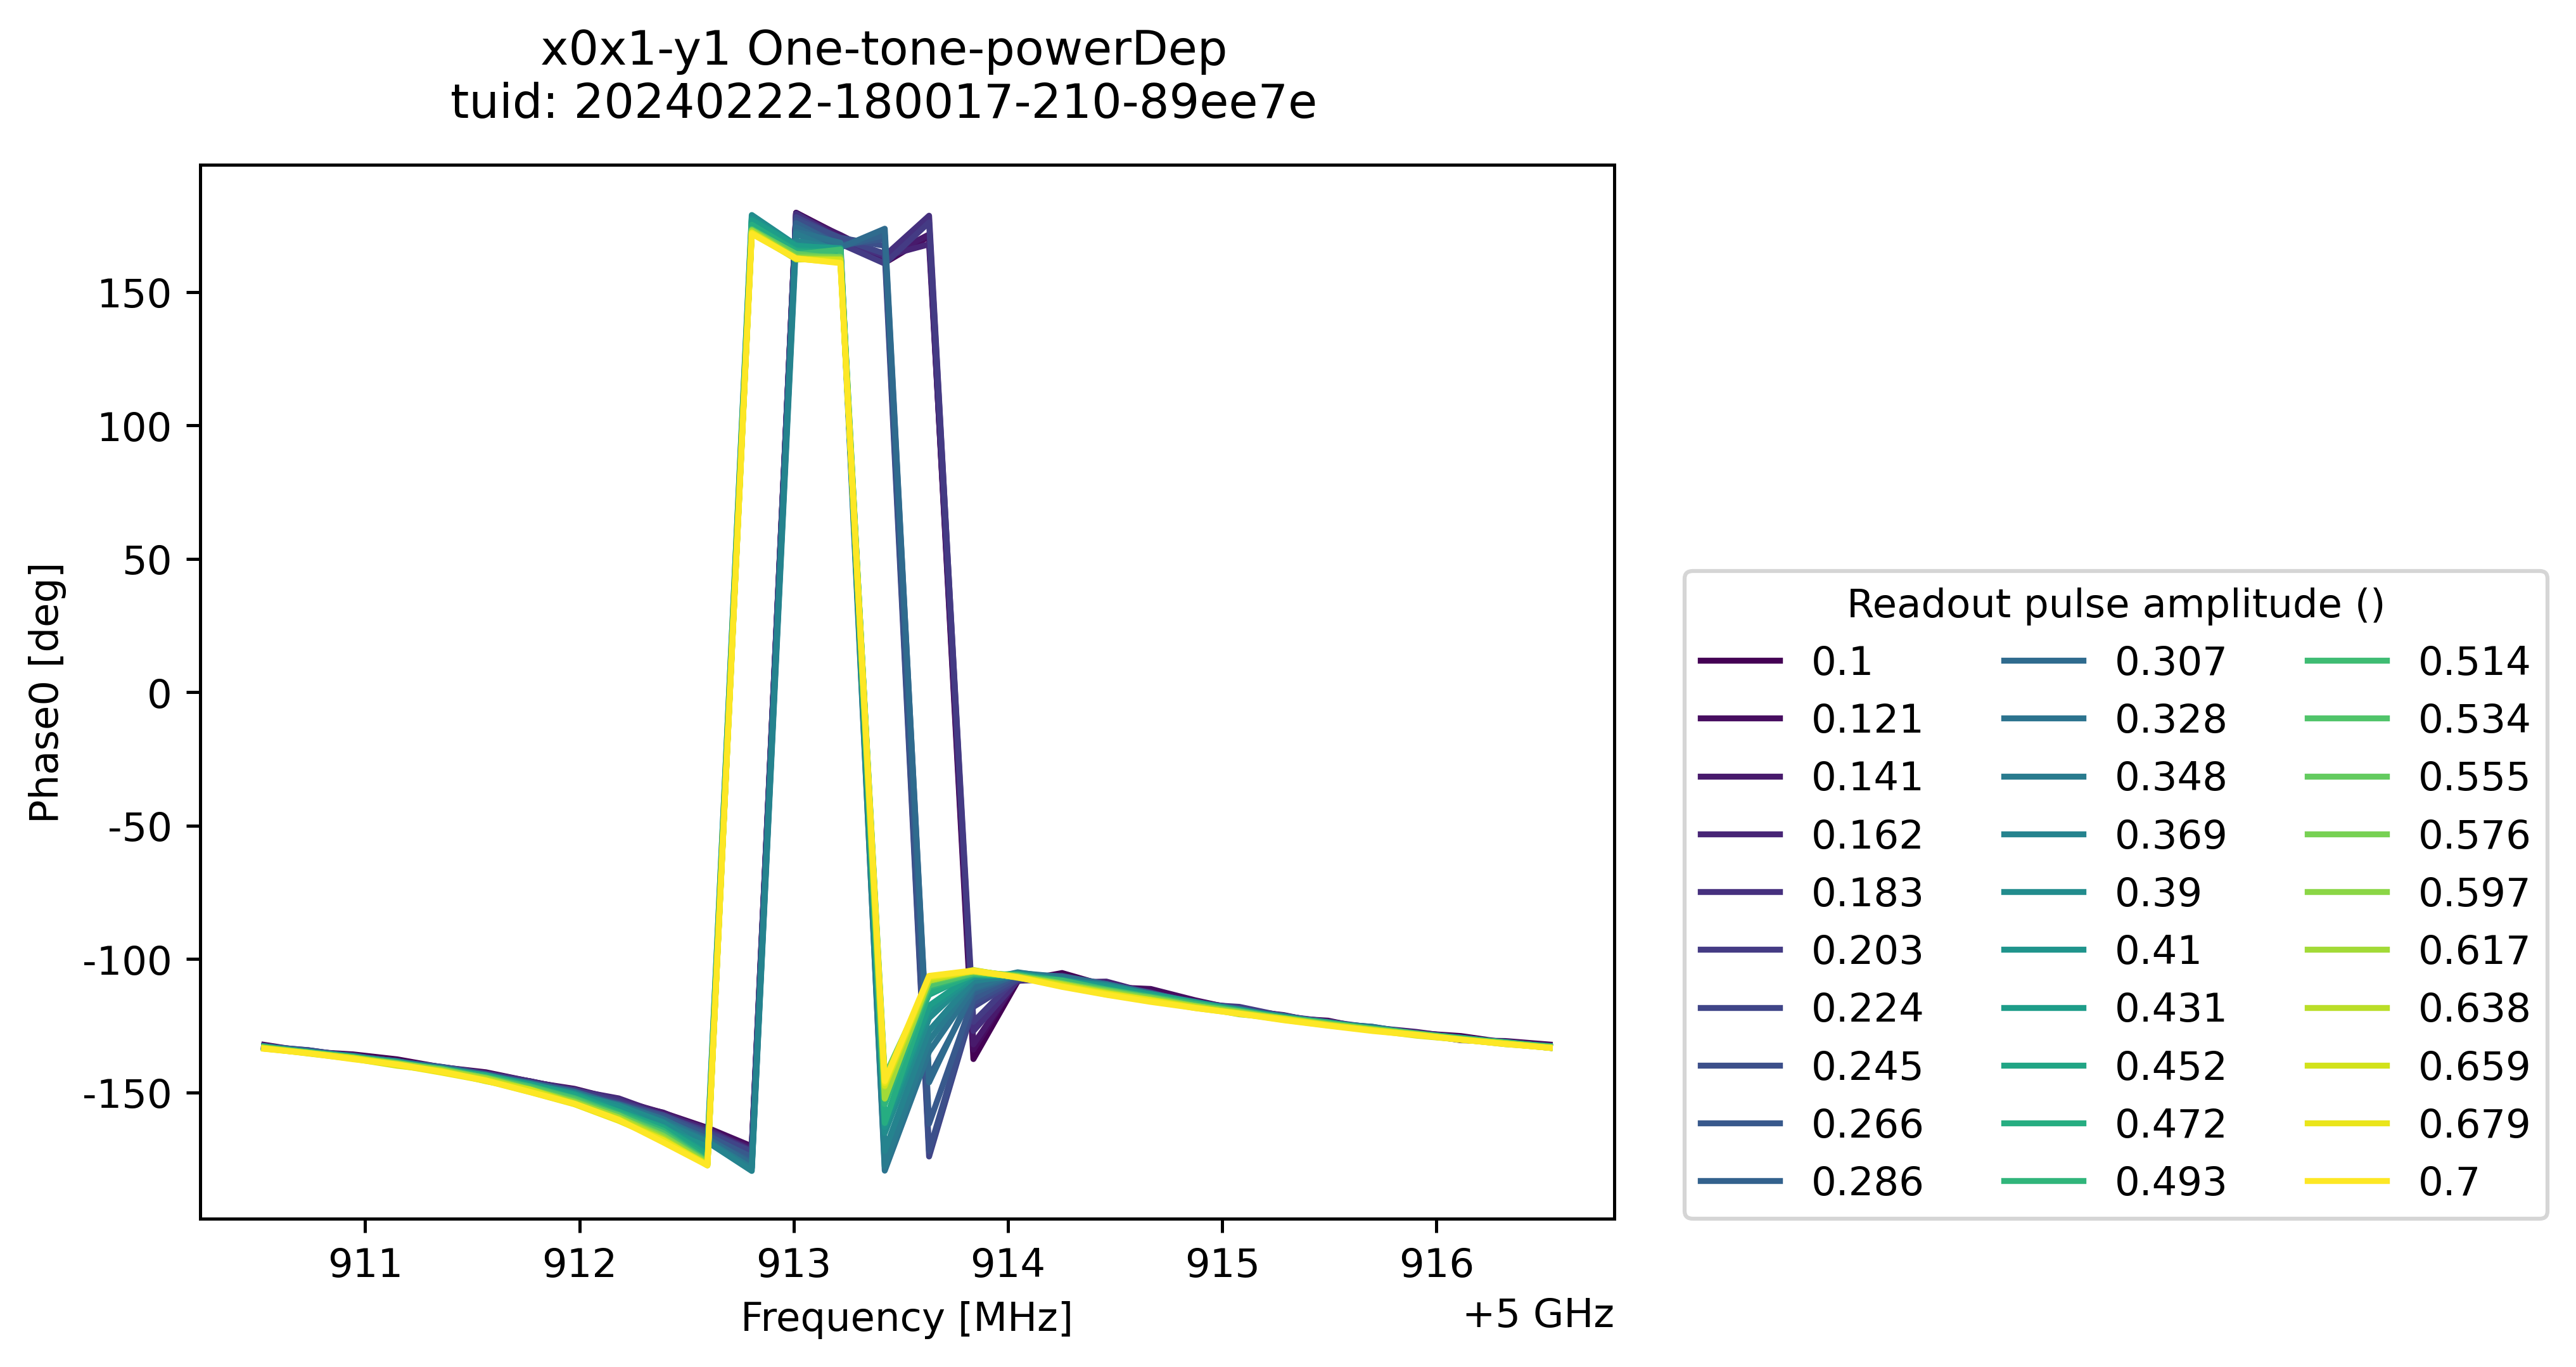 x0x1-y1 One-tone-powerDep
tuid: 20240222-180017-210-89ee7e
Phase0 [deg]
150
100
50
0
-50
-100
-150
911 912 913 914 915 916
Frequency [MHz]
+5 GHz
Readout pulse amplitude ()
0.1 0.307 0.514
0.121 0.328 0.534
0.141 0.348 0.555
0.162 0.369 0.576
0.183 0.39 0.597
0.203 0.41 0.617
0.224 0.431 0.638
0.245 0.452 0.659
0.266 0.472 0.679
0.286 0.493 0.7